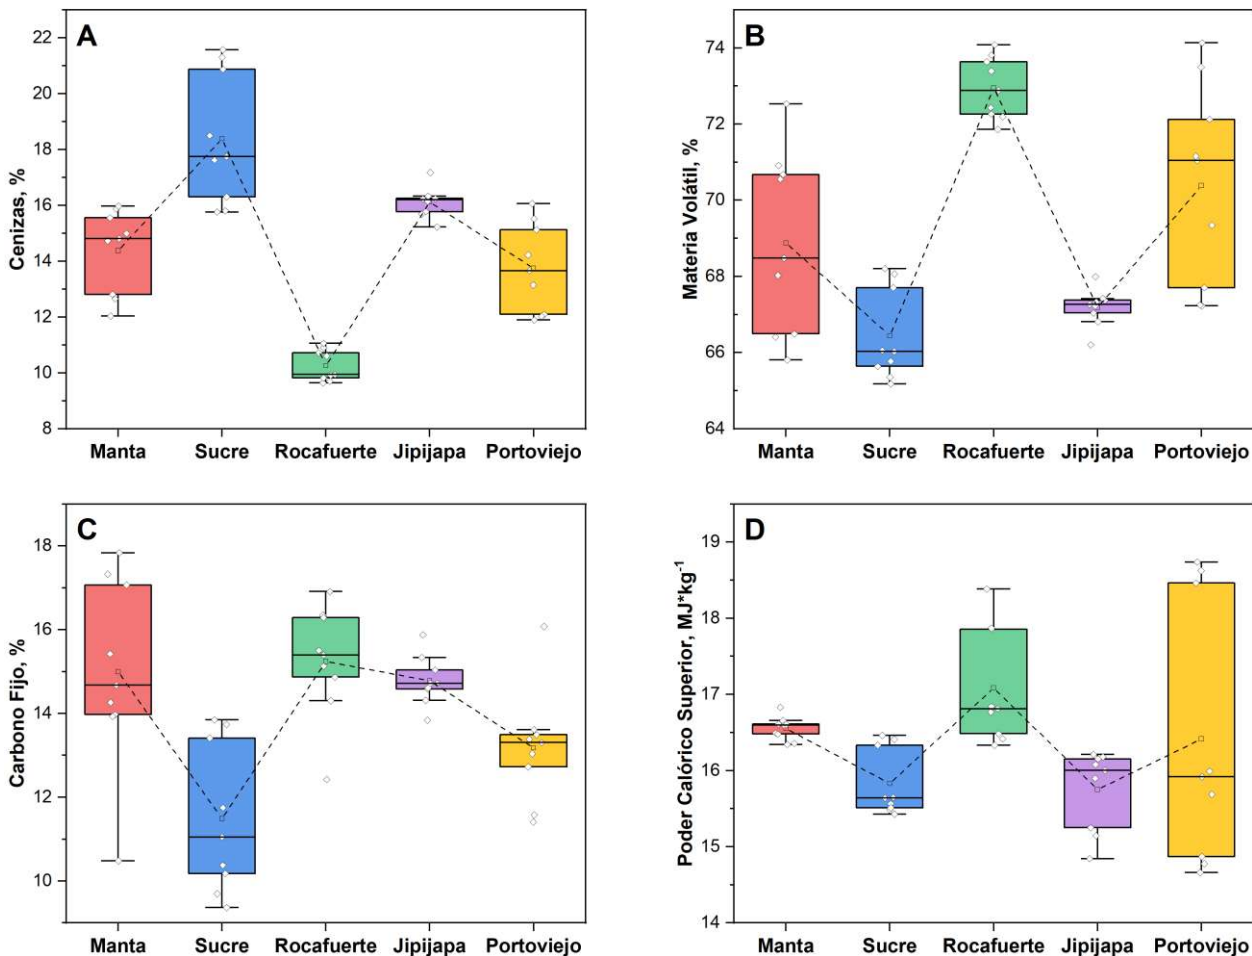 A
Cenizas, %
22
20
18
16
14
12
10
8
Manta Sucre Rocafuerte Jipijapa Portoviejo
B
Materia Volátil, %
74
72
70
68
66
64
Manta Sucre Rocafuerte Jipijapa Portoviejo
C
Carbono Fijo, %
18
16
14
12
10
Manta Sucre Rocafuerte Jipijapa Portoviejo
D
Poder Calórico Superior, MJ*kg⁻¹
19
18
17
16
15
14
Manta Sucre Rocafuerte Jipijapa Portoviejo